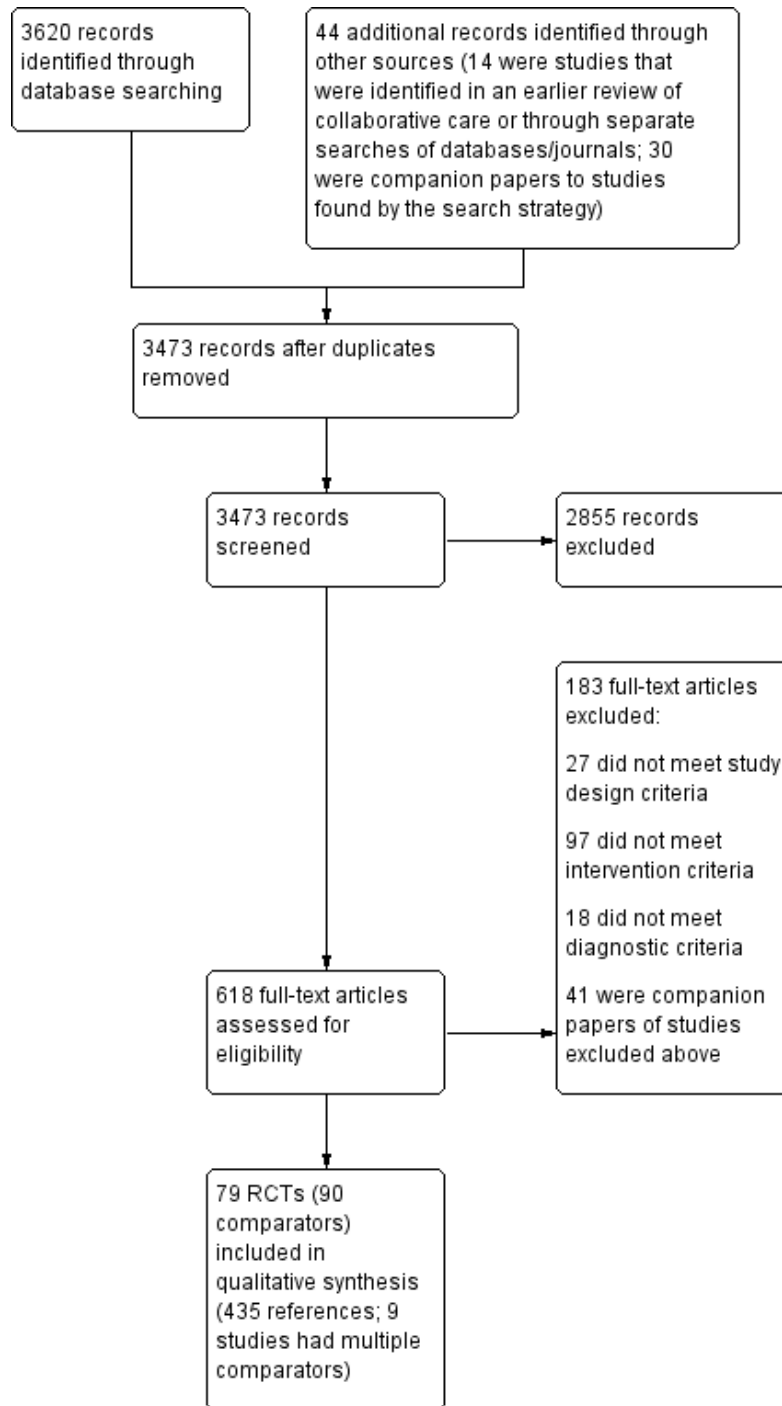 3620 records
identified through
database searching
44 additional records identified through
other sources (14 were studies that
were identified in an earlier review of
collaborative care or through separate
searches of databases/journals; 30
were companion papers to studies
found by the search strategy)
3473 records after duplicates
removed
3473 records
screened
2855 records
excluded
183 full-text articles
excluded:
27 did not meet study
design criteria
97 did not meet
intervention criteria
18 did not meet
diagnostic criteria
41 were companion
papers of studies
excluded above
618 full-text articles
assessed for
eligibility
79 RCTs (90
comparators)
included in
qualitative synthesis
(435 references; 9
studies had multiple
comparators)